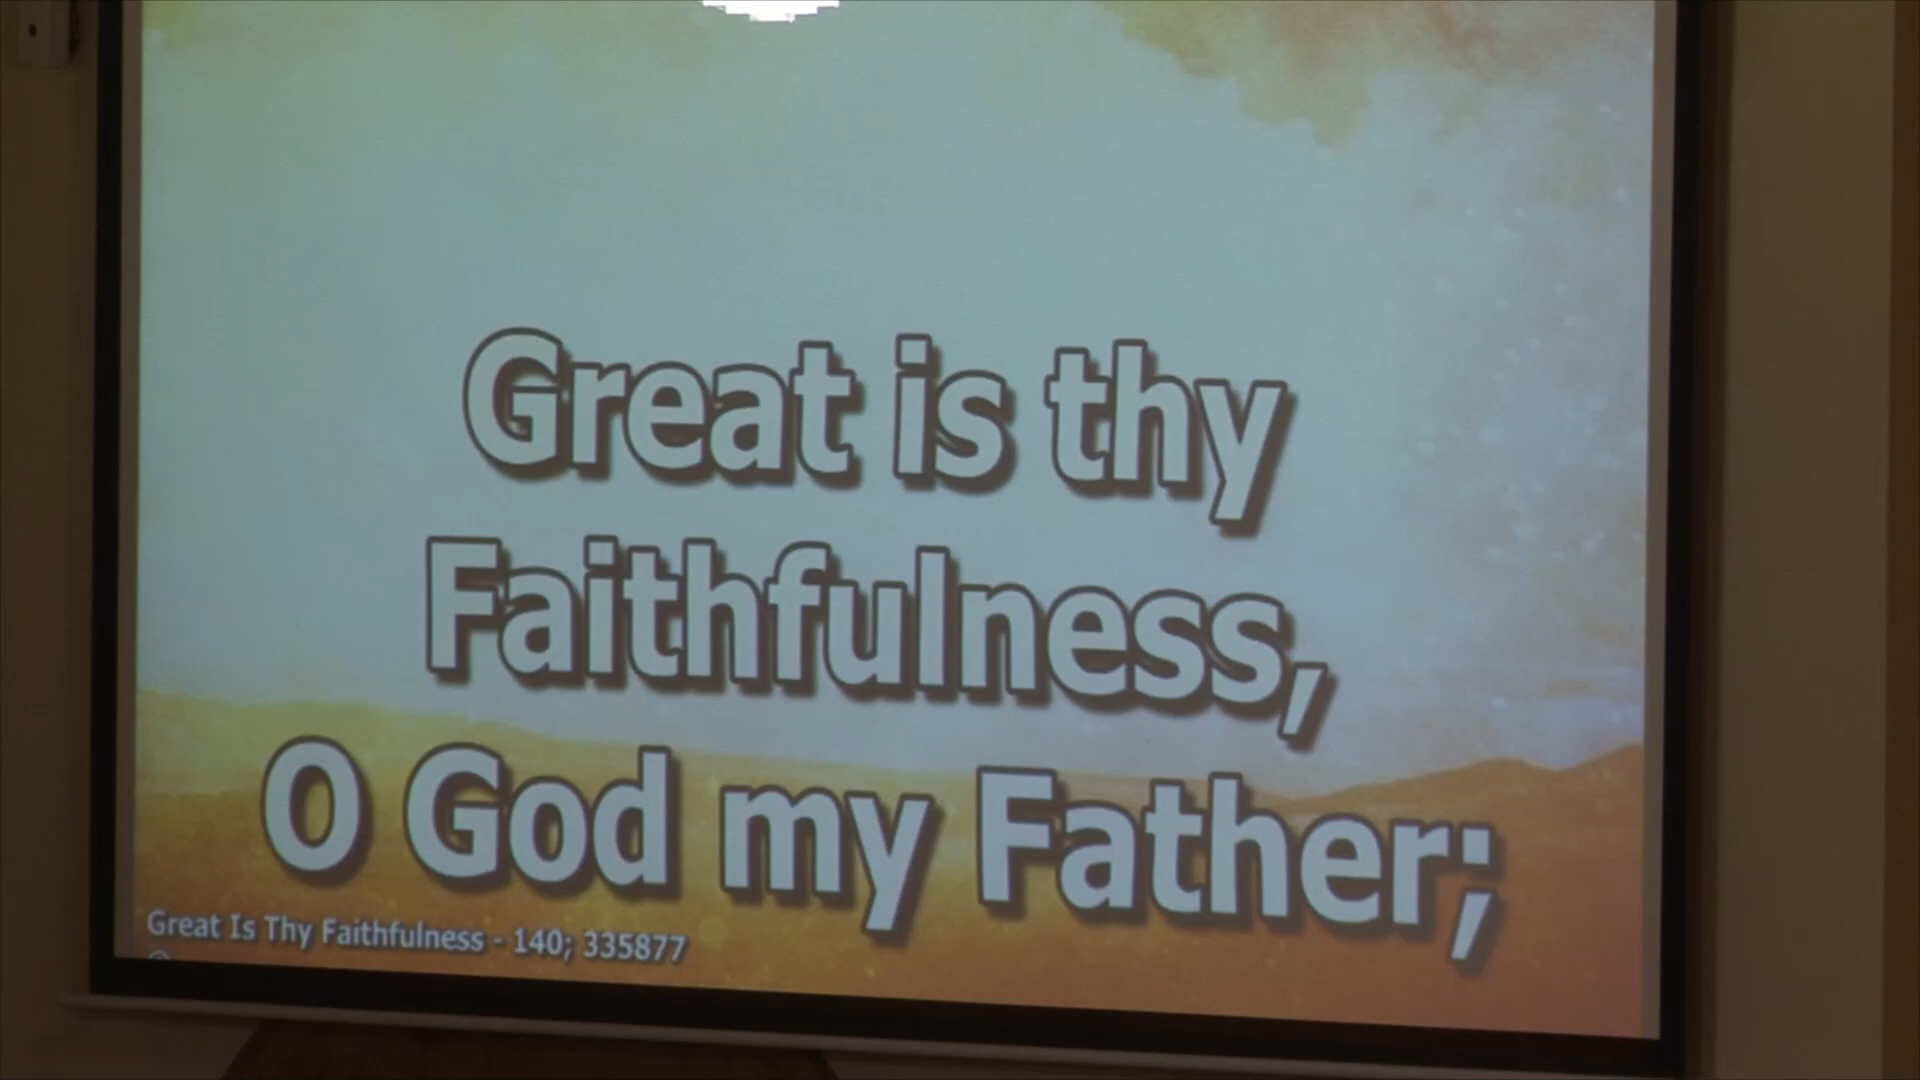 Great is thy
Faithfulness,
O God my Father;
Great Is Thy Faithfulness - 140; 335877
©